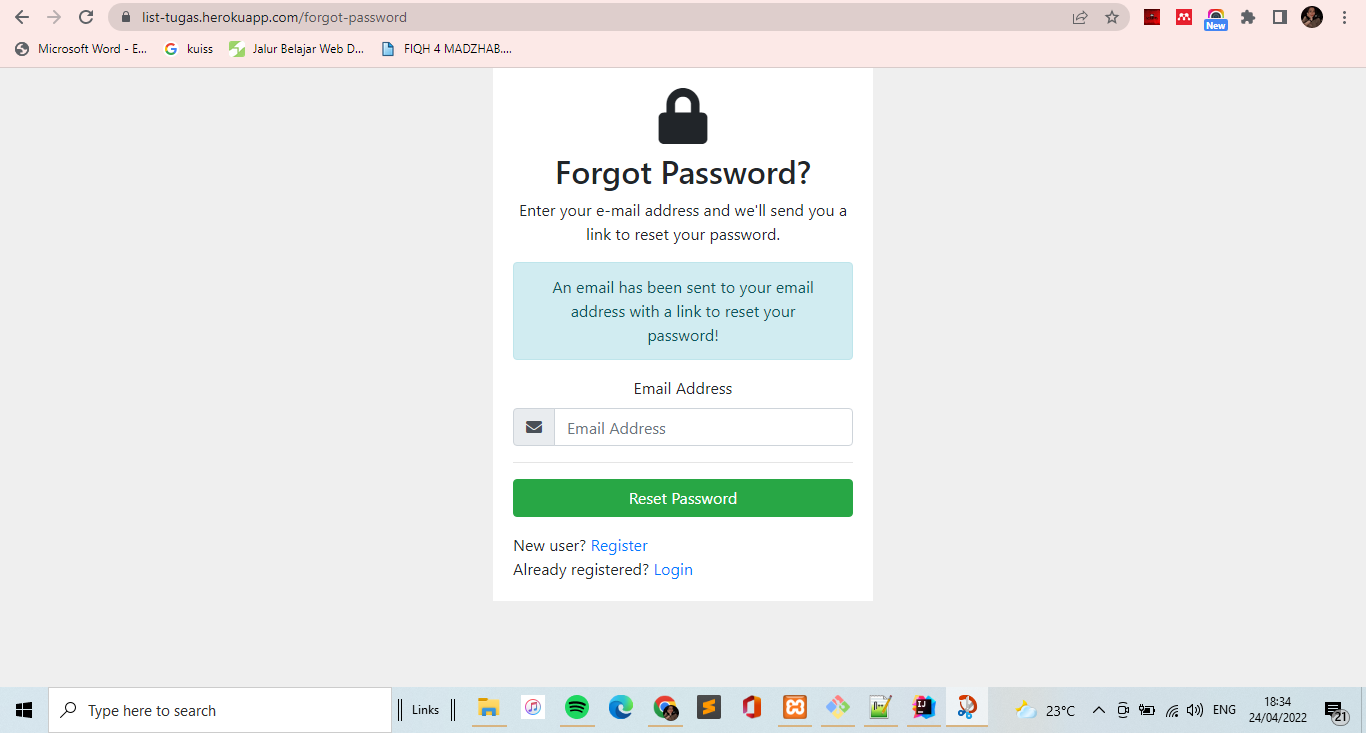 list-tugas.herokuapp.com/forgot-password
New
Microsoft Word - E...
kuiss
Jalur Belajar Web D...
FIQH 4 MADZHAB....
Forgot Password?
Enter your e-mail address and we'll send you a
link to reset your password.
An email has been sent to your email
address with a link to reset your
password!
Email Address
Email Address
Reset Password
New user? Register
Already registered? Login
Type here to search
Links
23°C
ENG
18:34
24/04/2022
21